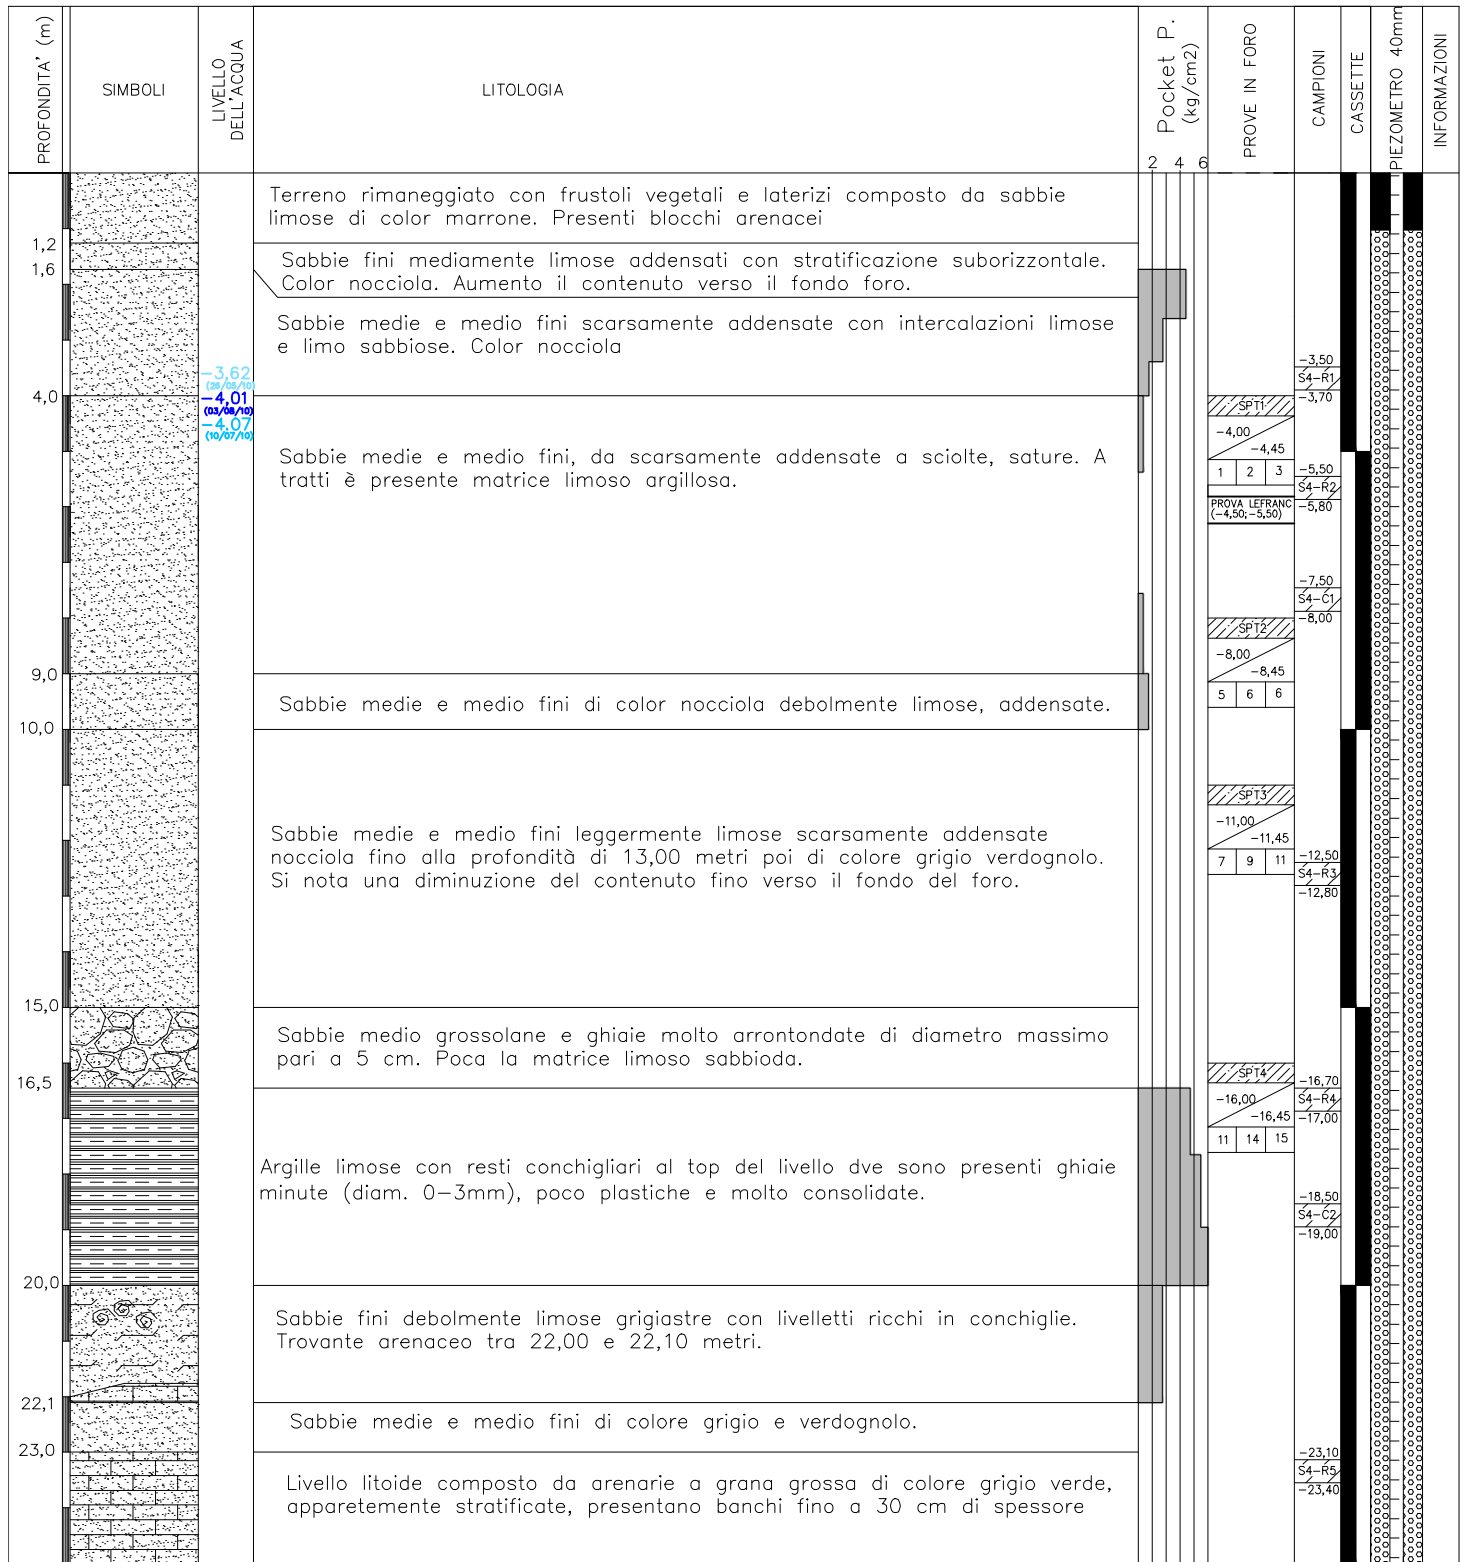 PROFONDITA' (m)
SIMBOLI
LIVELLO
DELL'ACQUA
LITOLOGIA
Pocket P.
(kg/cm2)
2 4 6
PROVE IN FORO
CAMPIONI
CASSETTE
PIEZOMETRO 40mm
INFORMAZIONI
Terreno rimaneggiato con frustoli vegetali e laterizi composto da sabbie
limose di color marrone. Presenti blocchi arenacei
1,2
Sabbie fini mediamente limose addensati con stratificazione suborizzontale.
Color nocciola. Aumento il contenuto verso il fondo foro.
1,6
Sabbie medie e medio fini scarsamente addensate con intercalazioni limose
e limo sabbiose. Color nocciola
-3,62
(26/05/10)
-4,01
(03/08/10)
-4,07
(10/07/10)
-3,50
S4-R1
-3,70
4,0
SPT1
-4,00
-4,45
1 2 3
PROVA LEFRANC
(-4,50;-5,50)
Sabbie medie e medio fini, da scarsamente addensate a sciolte, sature. A
tratti è presente matrice limoso argillosa.
-5,50
S4-R2
-5,80
-7,50
S4-C1
-8,00
SPT2
-8,00
-8,45
5 6 6
9,0
Sabbie medie e medio fini di color nocciola debolmente limose, addensate.
10,0
SPT3
-11,00
-11,45
7 9 11
Sabbie medie e medio fini leggermente limose scarsamente addensate
nocciola fino alla profondità di 13,00 metri poi di colore grigio verdognolo.
Si nota una diminuzione del contenuto fino verso il fondo del foro.
-12,50
S4-R3
-12,80
15,0
Sabbie medio grossolane e ghiaie molto arrontondate di diametro massimo
pari a 5 cm. Poca la matrice limoso sabbioda.
16,5
SPT4
-16,00
-16,45
11 14 15
-16,70
S4-R4
-17,00
Argille limose con resti conchigliari al top del livello dve sono presenti ghiaie
minute (diam. 0-3mm), poco plastiche e molto consolidate.
-18,50
S4-C2
-19,00
20,0
Sabbie fini debolmente limose grigiastre con livelletti ricchi in conchiglie.
Trovante arenaceo tra 22,00 e 22,10 metri.
22,1
Sabbie medie e medio fini di colore grigio e verdognolo.
23,0
Livello litoide composto da arenarie a grana grossa di colore grigio verde,
apparetemente stratificate, presentano banchi fino a 30 cm di spessore
-23,10
S4-R5
-23,40